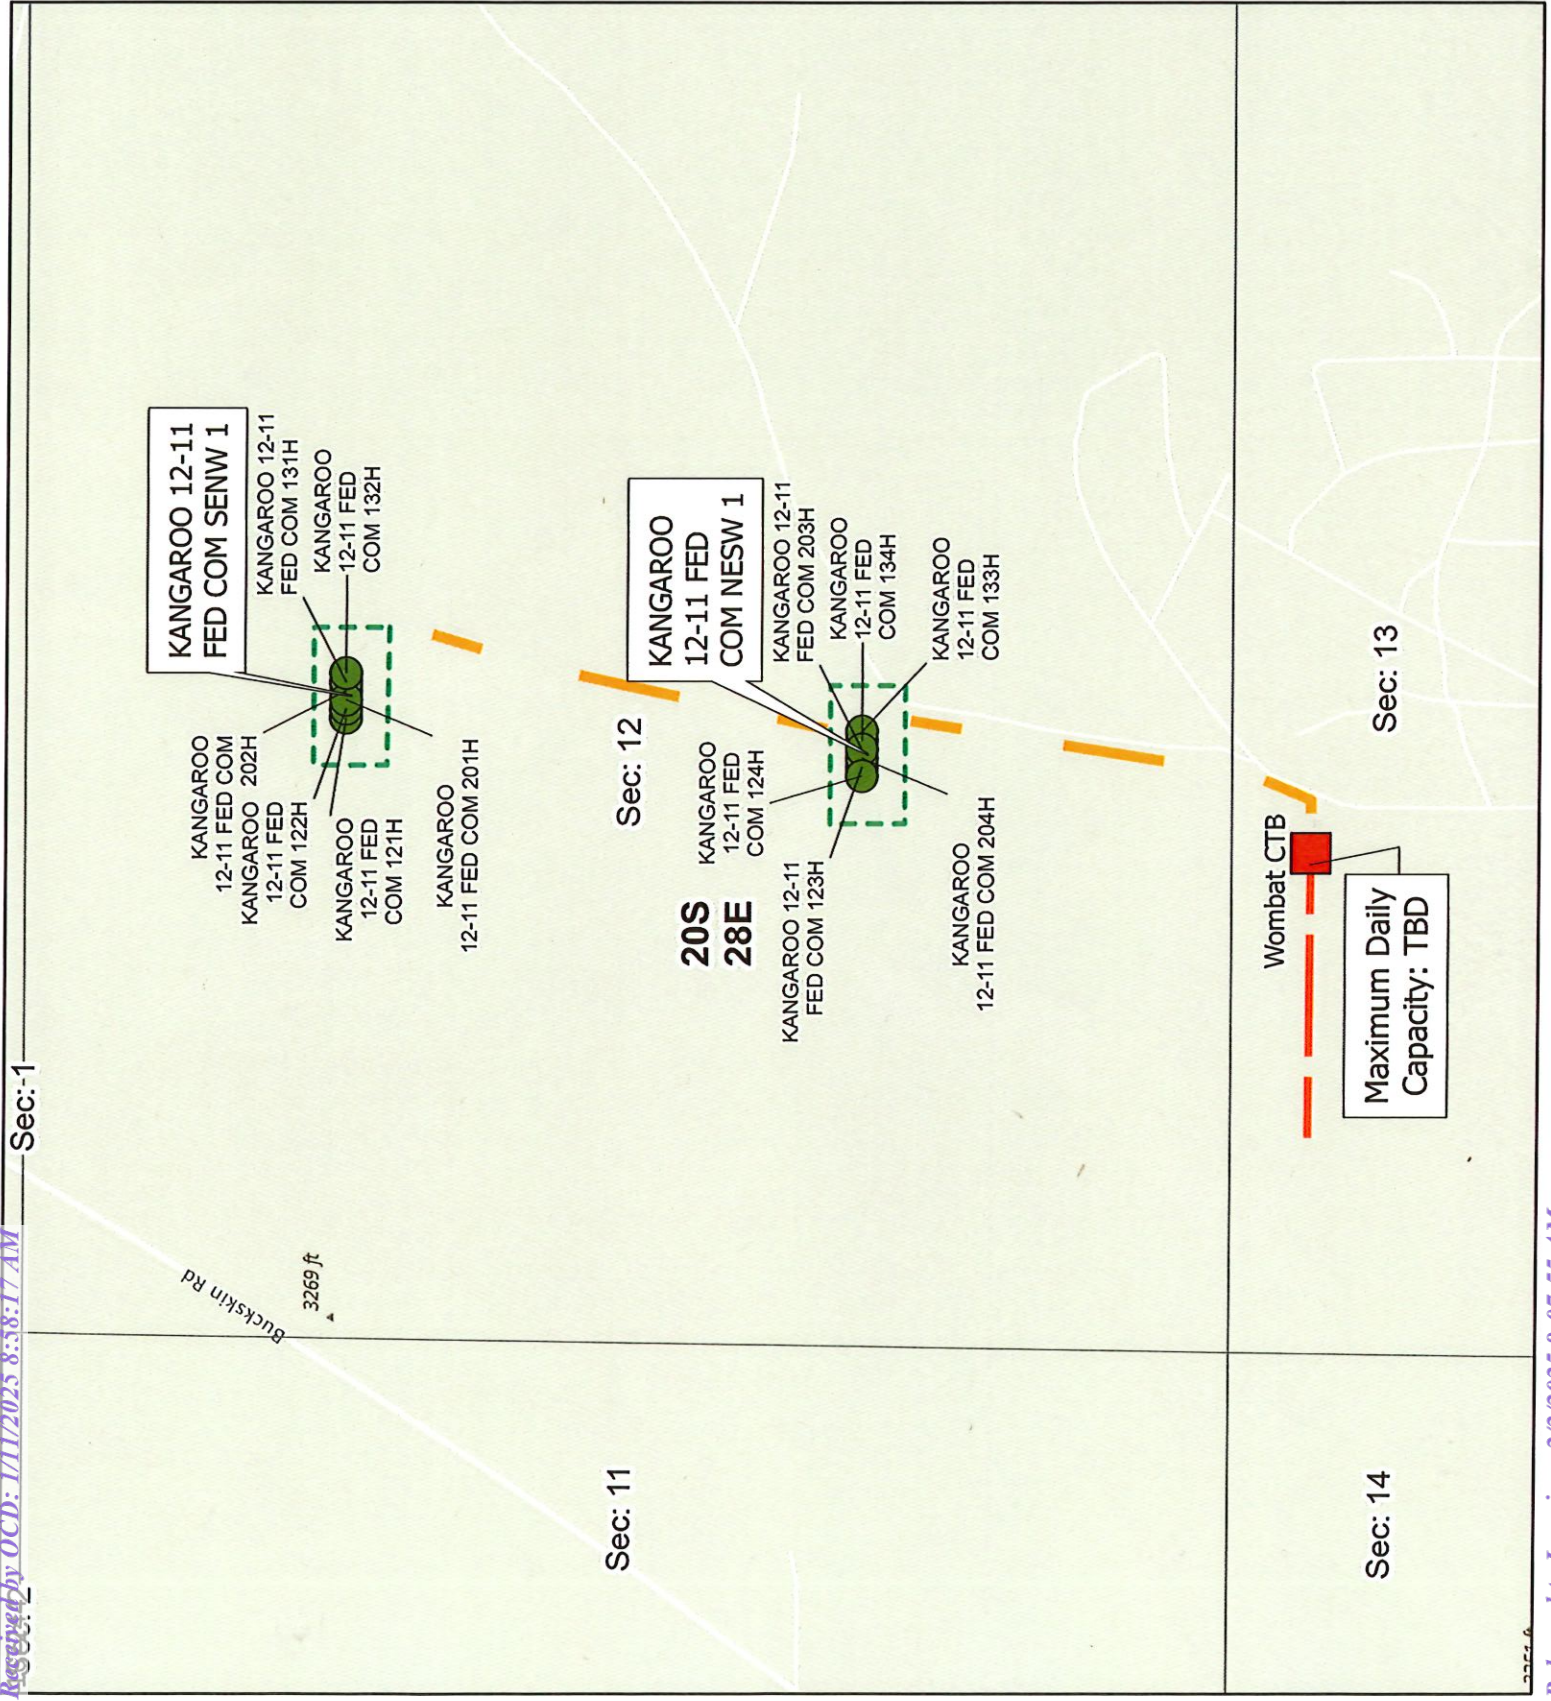 Received by OCD: 1/11/2025 8:58:17 AM
Sec: 1
KANGAROO 12-11
FED COM SENW 1
KANGAROO 12-11
FED COM 131H
KANGAROO
12-11 FED
COM 132H
KANGAROO
12-11 FED COM
202H
KANGAROO
12-11 FED
COM 122H
KANGAROO
12-11 FED
COM 121H
KANGAROO
12-11 FED COM 201H
Buckskin Rd
3269 ft
Sec: 12
20S
28E
KANGAROO
12-11 FED
COM NESW 1
KANGAROO 12-11
FED COM 203H
KANGAROO
12-11 FED
COM 134H
KANGAROO
12-11 FED
COM 133H
KANGAROO
12-11 FED
COM 124H
KANGAROO 12-11
FED COM 123H
KANGAROO
12-11 FED COM 204H
Sec: 11
Wombat CTB
Maximum Daily
Capacity: TBD
Sec: 13
Sec: 14